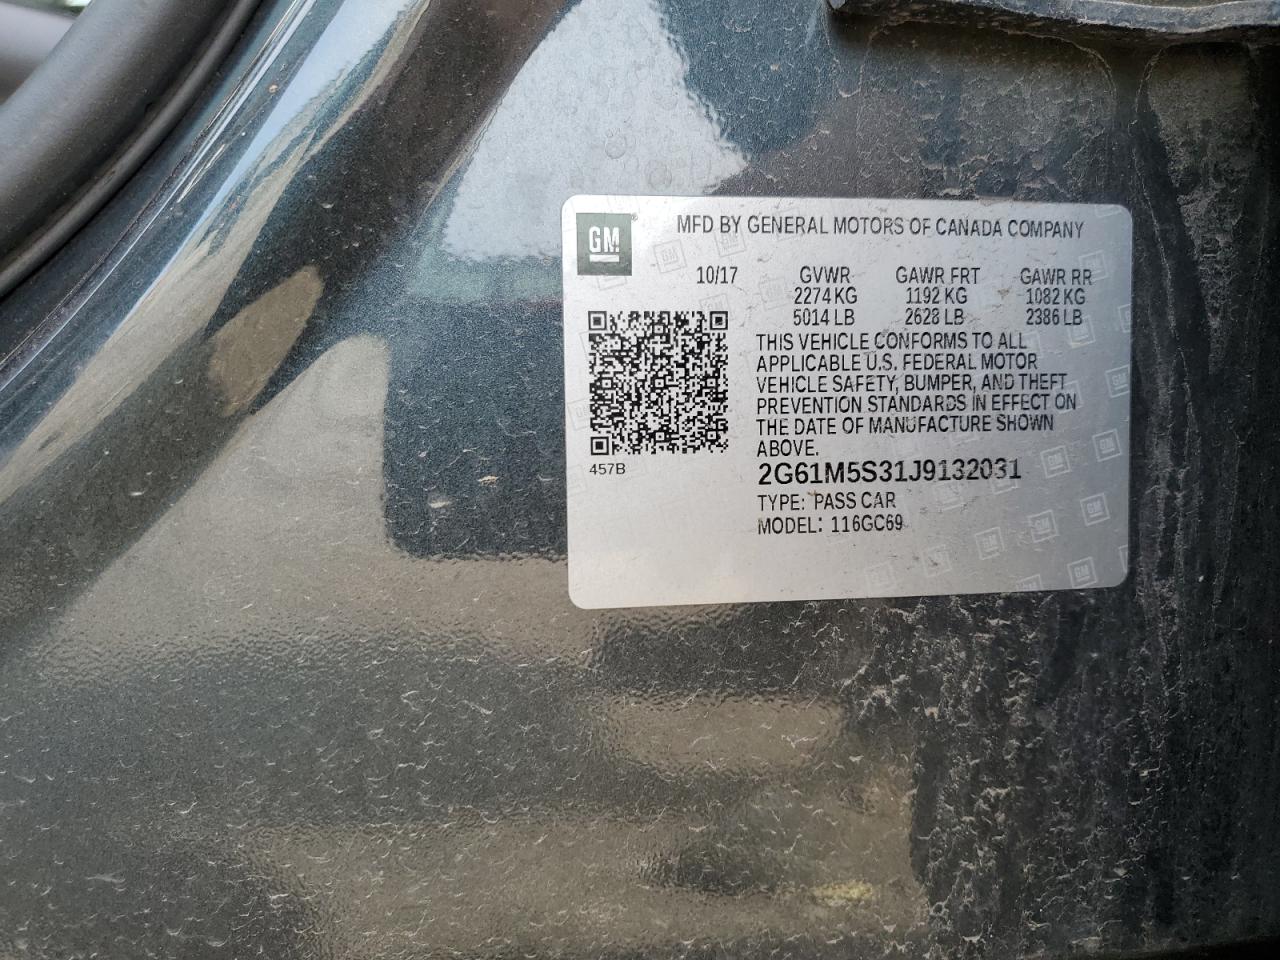 GM®
MFD BY GENERAL MOTORS OF CANADA COMPANY
10/17 GVWR GAWR FRT GAWR RR
2274 KG 1192 KG 1082 KG
5014 LB 2628 LB 2386 LB
THIS VEHICLE CONFORMS TO ALL
APPLICABLE U.S. FEDERAL MOTOR
VEHICLE SAFETY, BUMPER, AND THEFT
PREVENTION STANDARDS IN EFFECT ON
THE DATE OF MANUFACTURE SHOWN
ABOVE.
457B
2G61M5S31J9132031
TYPE: PASS CAR
MODEL: 116GC69